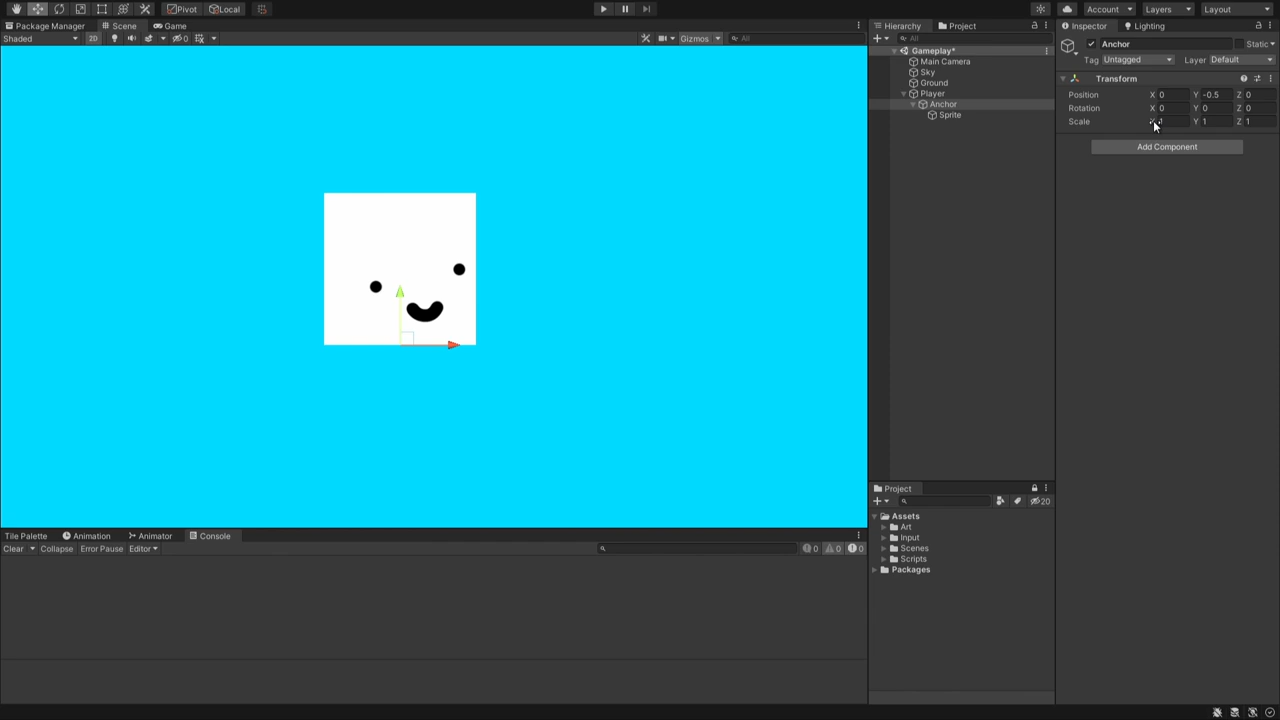 Pivot Local Account Layers Layout
Package Manager Scene Game Hierarchy Project Inspector Lighting
Shaded 2D 0 Gizmos All All
Gameplay*
Main Camera
Sky
Ground
Player
Anchor
Sprite
Anchor Static
Tag Untagged Layer Default
Transform
Position X 0 Y -0.5 Z 0
Rotation X 0 Y 0 Z 0
Scale Y 1 Z 1
Add Component
Project
20
Assets
Art
Input
Scenes
Scripts
Packages
Tile Palette Animation Animator Console
Clear Collapse Error Pause Editor 0 0 0